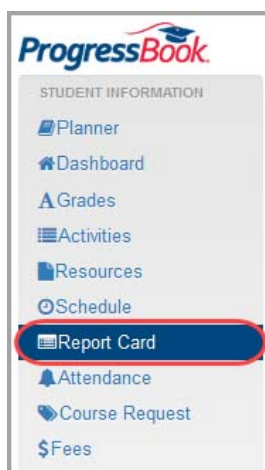 ProgressBook
STUDENT INFORMATION
Planner
Dashboard
Grades
Activities
Resources
Schedule
Report Card
Attendance
Course Request
Fees